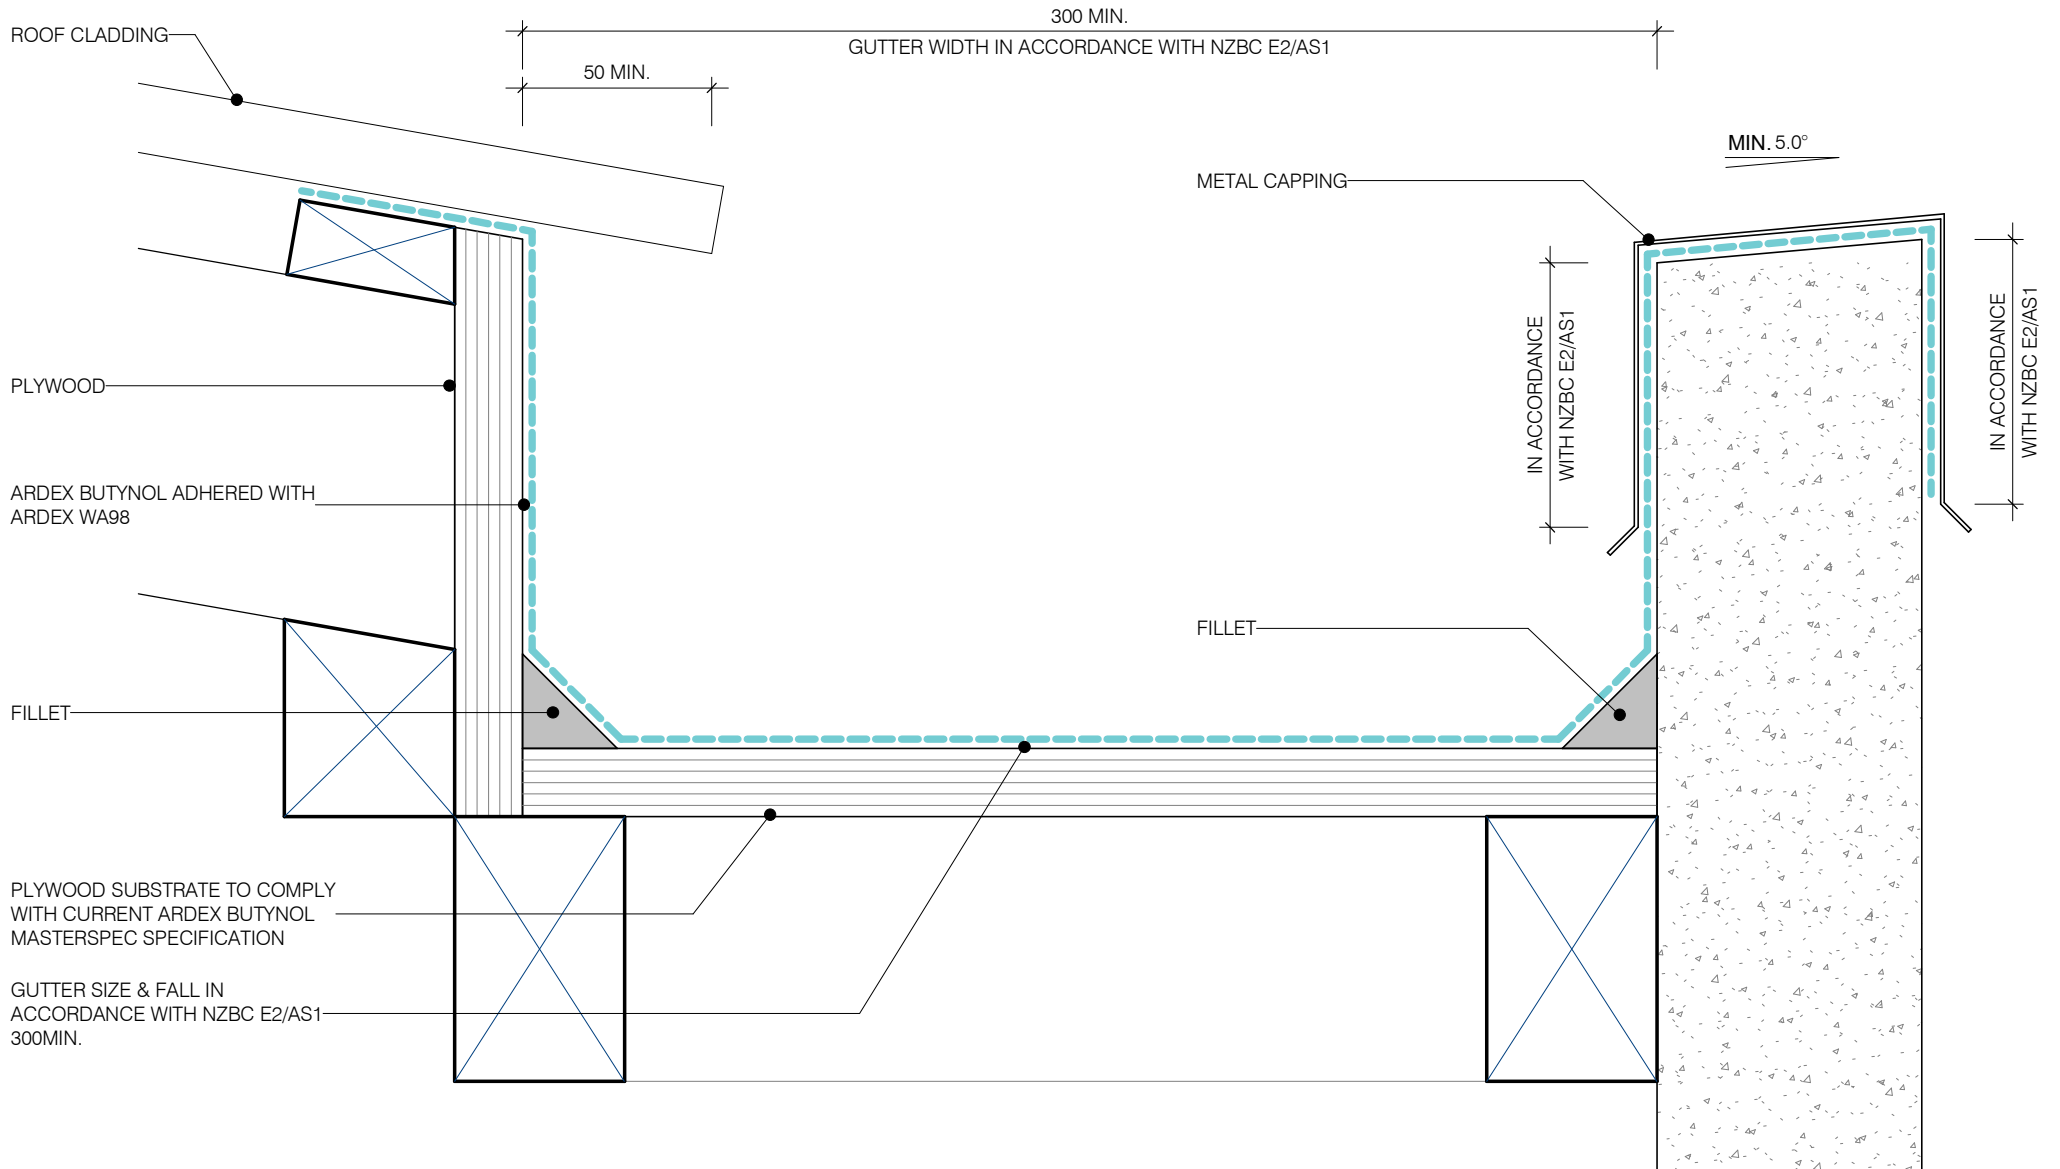 300 MIN.
GUTTER WIDTH IN ACCORDANCE WITH NZBC E2/AS1
ROOF CLADDING
50 MIN.
MIN. 5.0°
METAL CAPPING
IN ACCORDANCE
WITH NZBC E2/AS1
IN ACCORDANCE
WITH NZBC E2/AS1
PLYWOOD
ARDEX BUTYNOL ADHERED WITH
ARDEX WA98
FILLET
FILLET
PLYWOOD SUBSTRATE TO COMPLY
WITH CURRENT ARDEX BUTYNOL
MASTERSPEC SPECIFICATION
GUTTER SIZE & FALL IN
ACCORDANCE WITH NZBC E2/AS1
300MIN.